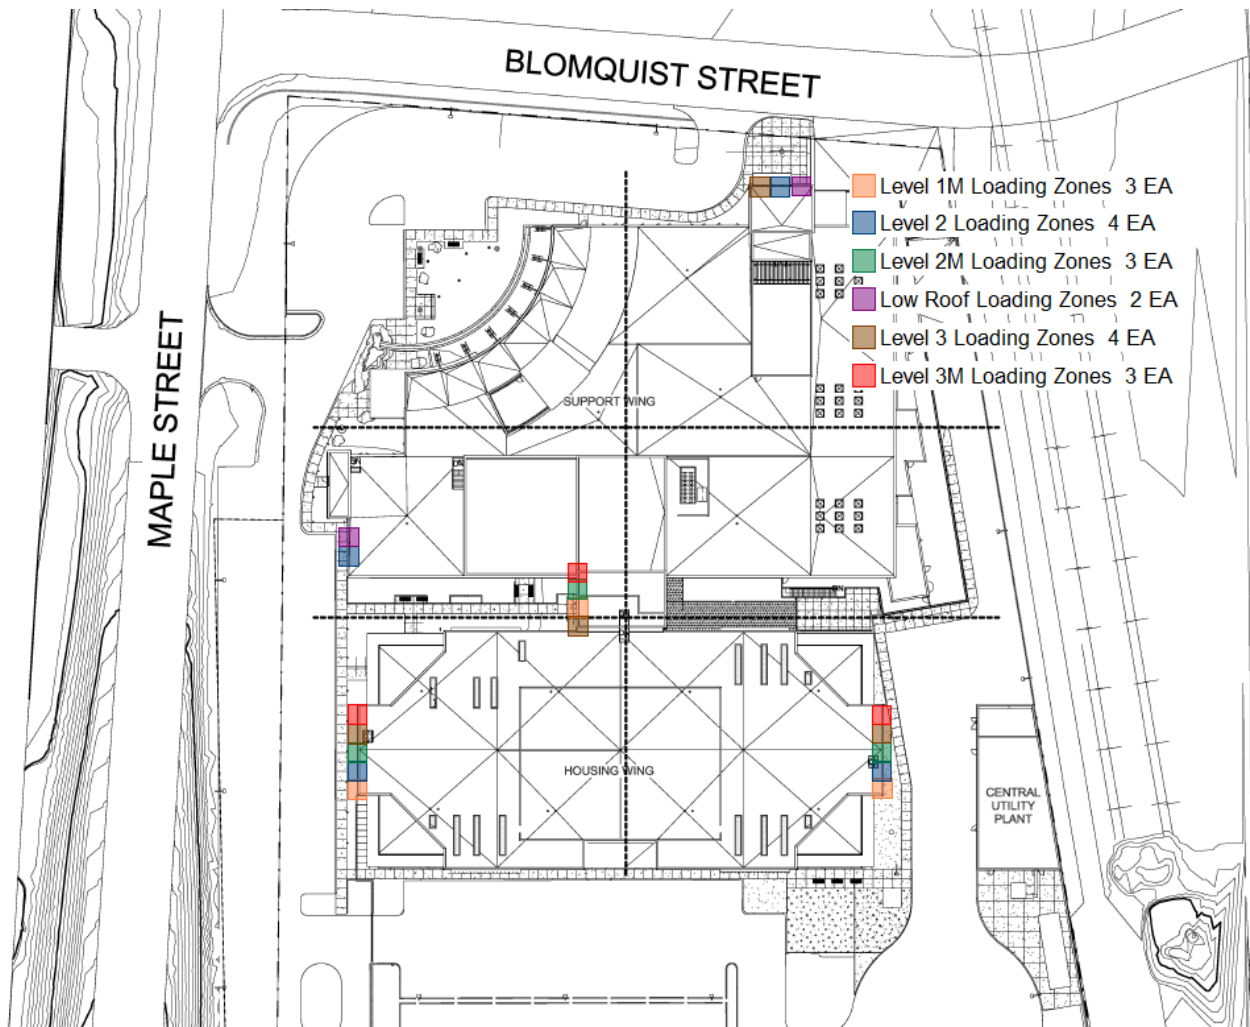 BLOMQUIST STREET
Level 1M Loading Zones 3 EA
Level 2 Loading Zones 4 EA
Level 2M Loading Zones 3 EA
Low Roof Loading Zones 2 EA
Level 3 Loading Zones 4 EA
Level 3M Loading Zones 3 EA
MAPLE STREET
SUPPORT WING
HOUSING WING
CENTRAL
UTILITY
PLANT